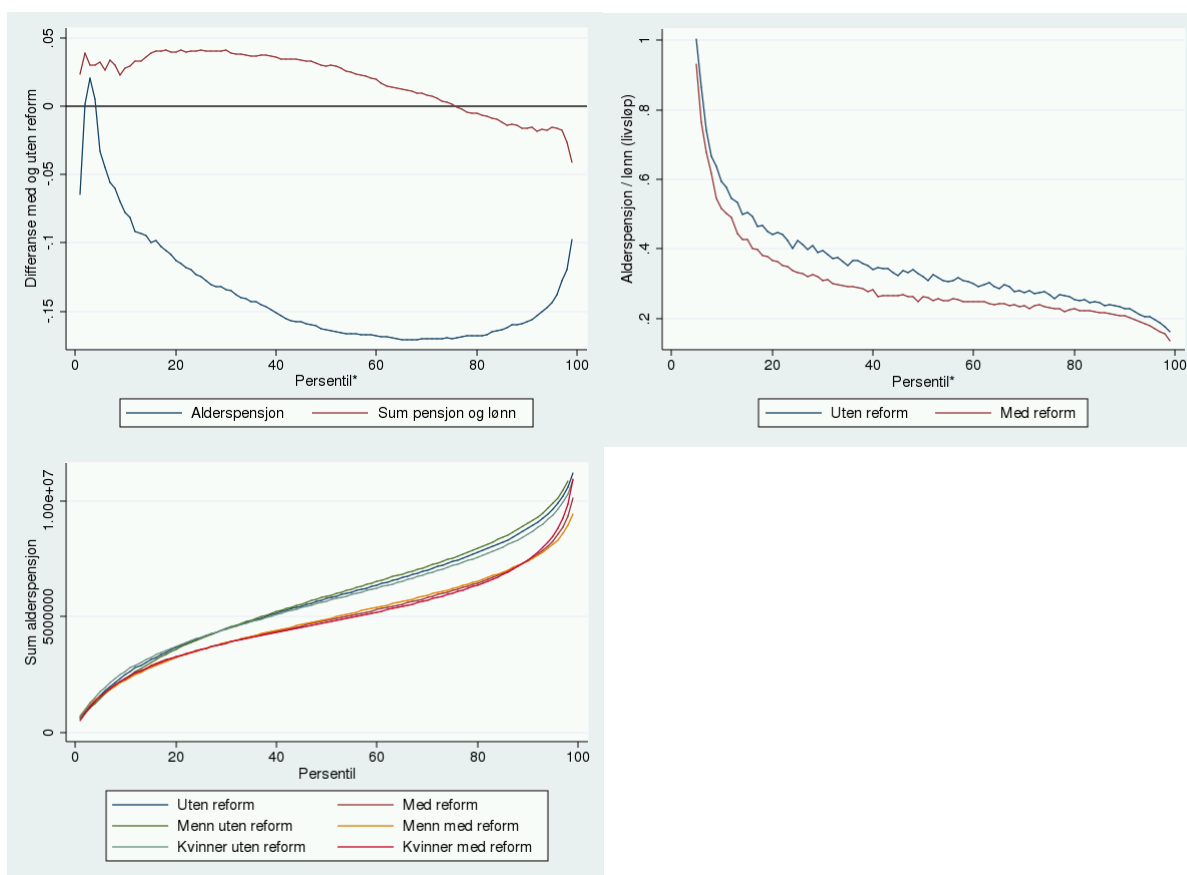 Differanse med og uten reform
.05
0
-.05
-.1
-.15
0 20 40 60 80 100
Persentil*
Alderspensjon Sum pensjon og lønn
Alderspensjon / lønn (livsløp)
1
.8
.6
.4
.2
0 20 40 60 80 100
Persentil*
Uten reform Med reform
Sum alderspensjon
1.00e+07
5000000
0
0 20 40 60 80 100
Persentil
Uten reform Med reform
Menn uten reform Menn med reform
Kvinner uten reform Kvinner med reform